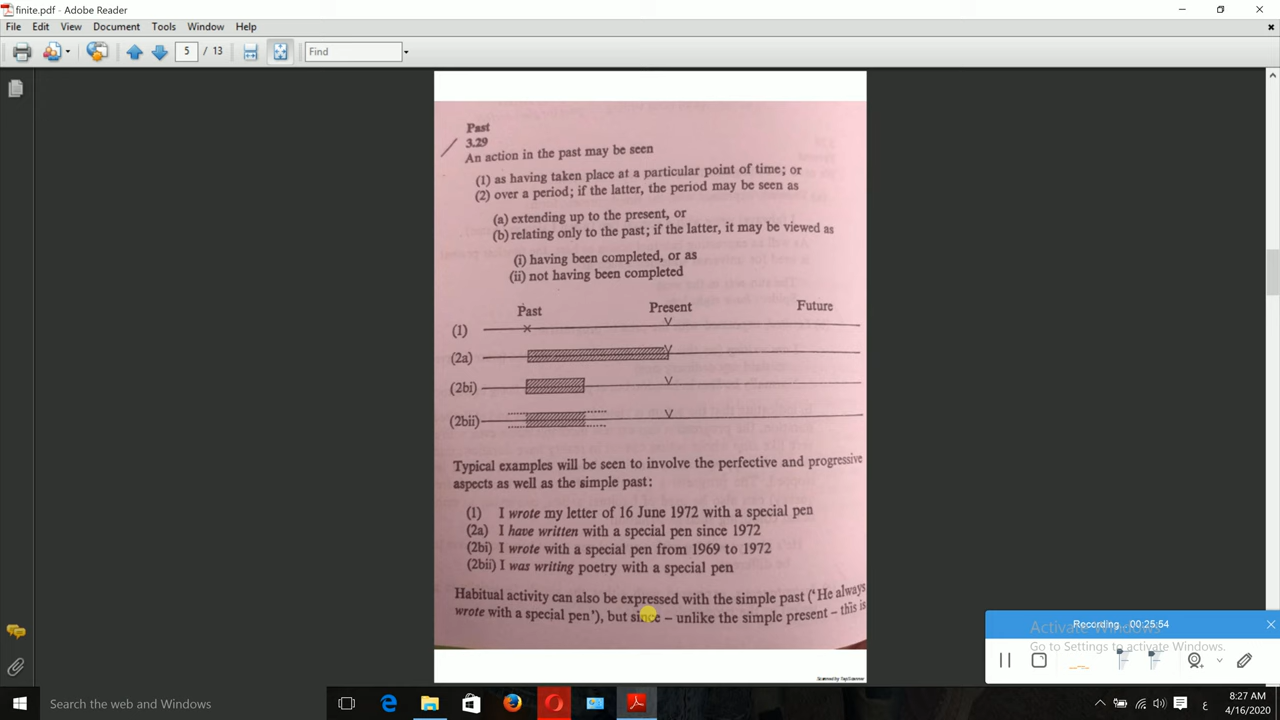 finite.pdf - Adobe Reader
File Edit View Document Tools Window Help
5 / 13 Find
Past
3.29
An action in the past may be seen
(1) as having taken place at a particular point of time; or
(2) over a period; if the latter, the period may be seen as
(a) extending up to the present, or
(b) relating only to the past; if the latter, it may be viewed as
(i) having been completed, or as
(ii) not having been completed
Past Present Future
(1)
(2a)
(2bi)
(2bii)
Typical examples will be seen to involve the perfective and progressive
aspects as well as the simple past:
(1) I wrote my letter of 16 June 1972 with a special pen
(2a) I have written with a special pen since 1972
(2bi) I wrote with a special pen from 1969 to 1972
(2bii) I was writing poetry with a special pen
Habitual activity can also be expressed with the simple past ('He always
wrote with a special pen'), but since – unlike the simple present – this is
Scanned by TapScanner
Recording 00:25:54
Activate Windows
Go to Settings to activate Windows.
Search the web and Windows
8:27 AM
4/16/2020